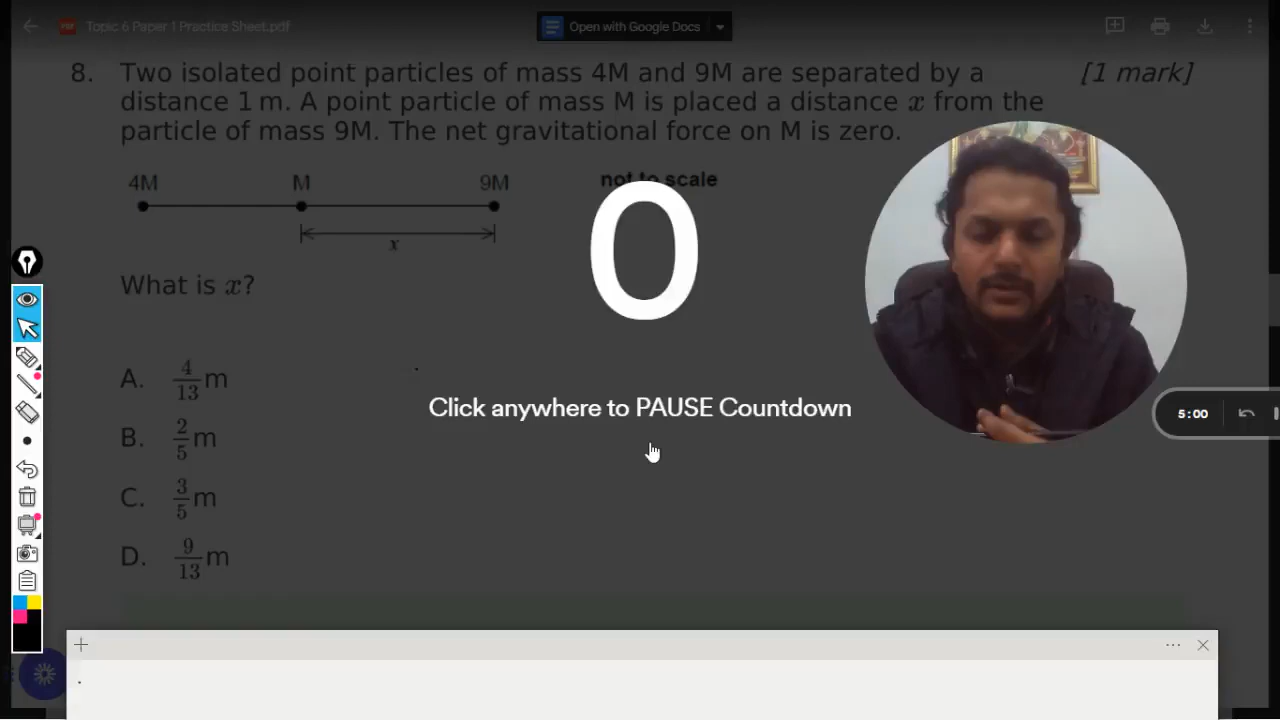 Topic 6 Paper 1 Practice Sheet.pdf
Open with Google Docs
8. Two isolated point particles of mass 4M and 9M are separated by a [1 mark]
distance 1 m. A point particle of mass M is placed a distance x from the
particle of mass 9M. The net gravitational force on M is zero.
4M M 9M not to scale
x
0
What is x?
A. 4/13 m
Click anywhere to PAUSE Countdown
5:00
B. 2/5 m
C. 3/5 m
D. 9/13 m